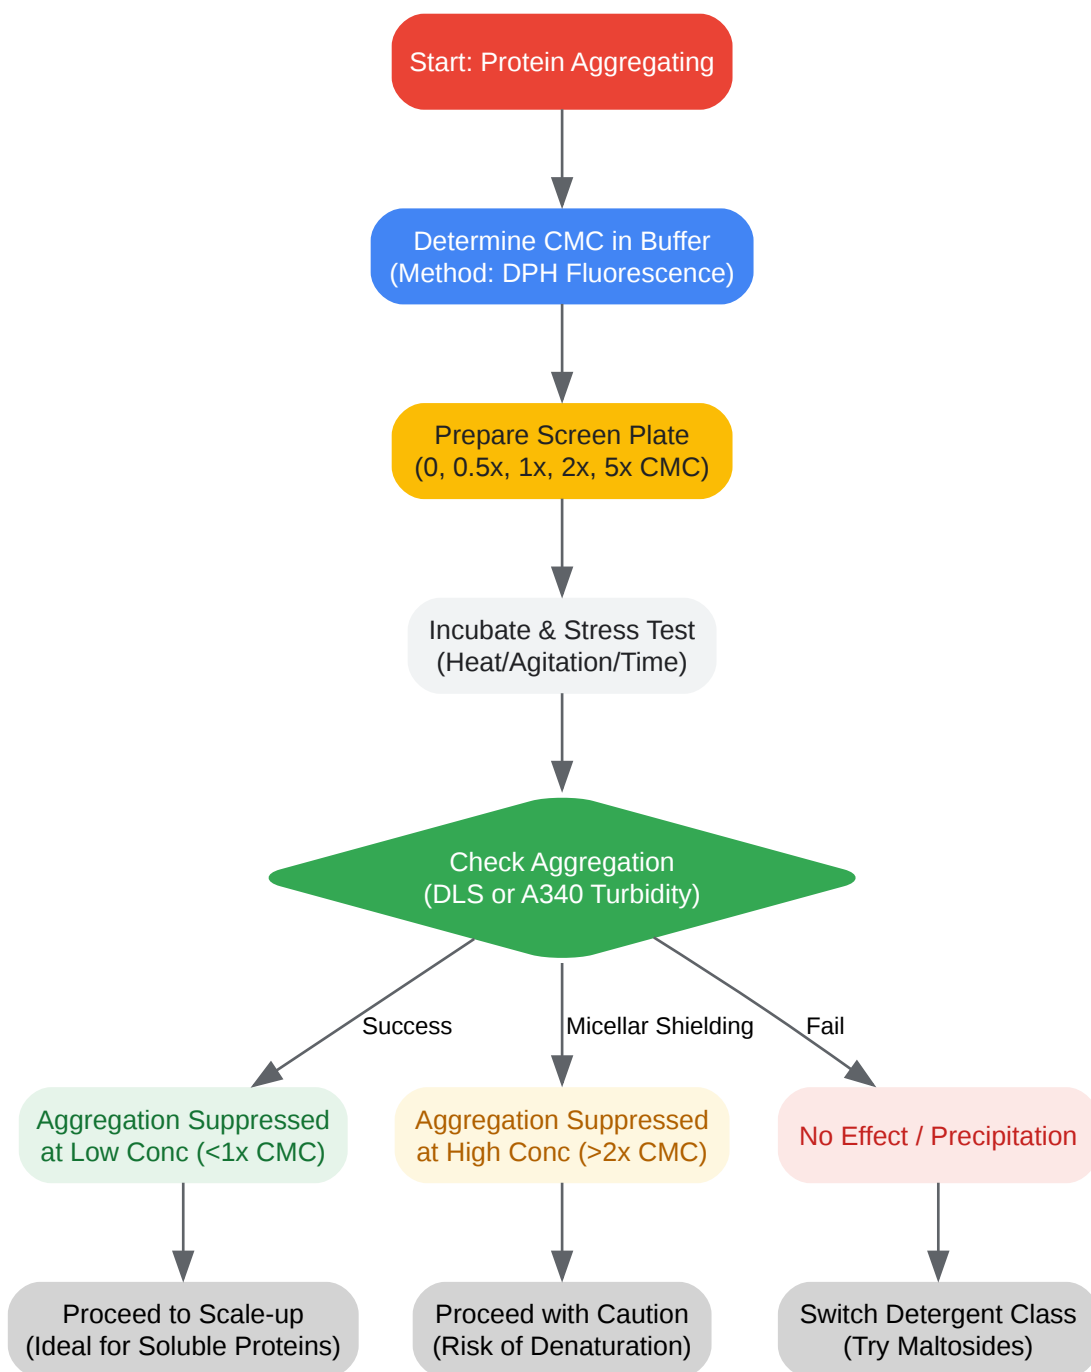 Start: Protein Aggregating
Determine CMC in Buffer
(Method: DPH Fluorescence)
Prepare Screen Plate
(0, 0.5x, 1x, 2x, 5x CMC)
Incubate & Stress Test
(Heat/Agitation/Time)
Check Aggregation
(DLS or A340 Turbidity)
Success
Micellar Shielding
Fail
Aggregation Suppressed
at Low Conc (<1x CMC)
Aggregation Suppressed
at High Conc (>2x CMC)
No Effect / Precipitation
Proceed to Scale-up
(Ideal for Soluble Proteins)
Proceed with Caution
(Risk of Denaturation)
Switch Detergent Class
(Try Maltosides)